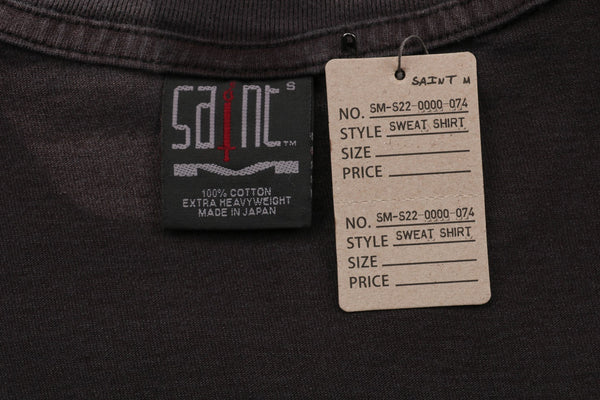 saint S
TM
100% COTTON
EXTRA HEAVYWEIGHT
MADE IN JAPAN
SAINT M
NO. SM-S22-0000-074
STYLE SWEAT SHIRT
SIZE
PRICE
NO. SM-S22-0000-074
STYLE SWEAT SHIRT
SIZE
PRICE